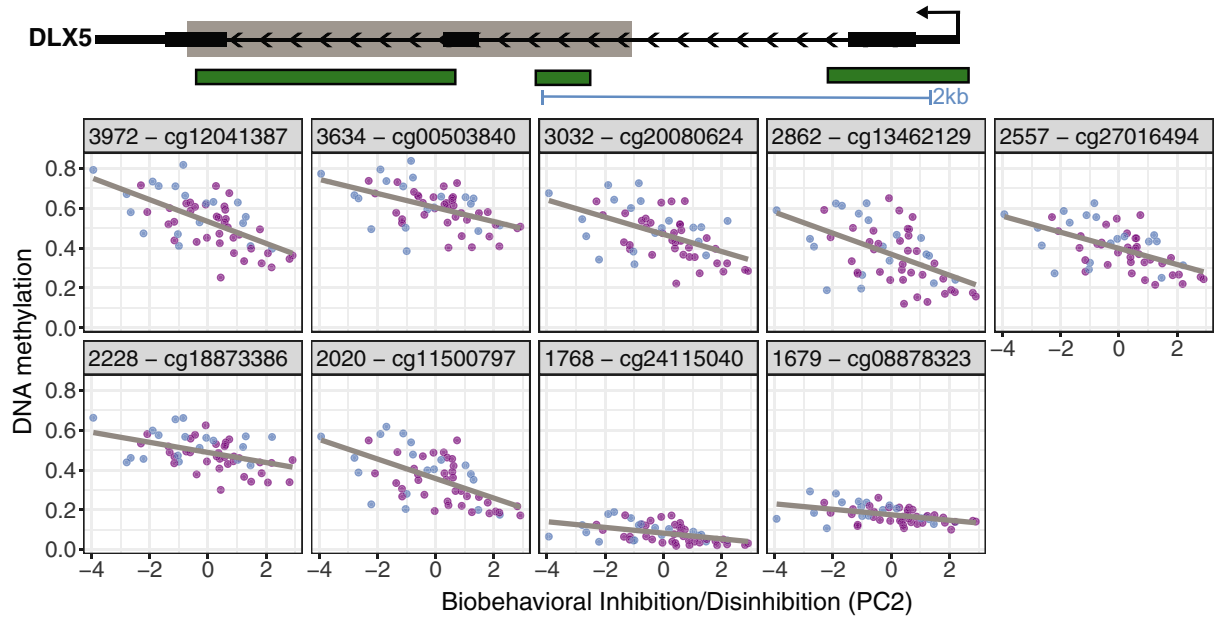 DLX5
2kb
3972 – cg12041387
3634 – cg00503840
3032 – cg20080624
2862 – cg13462129
2557 – cg27016494
0.8
0.6
0.4
0.2
0.0
−4 −2 0 2
2228 – cg18873386
2020 – cg11500797
1768 – cg24115040
1679 – cg08878323
0.8
0.6
0.4
0.2
0.0
−4 −2 0 2
−4 −2 0 2
−4 −2 0 2
−4 −2 0 2
DNA methylation
Biobehavioral Inhibition/Disinhibition (PC2)